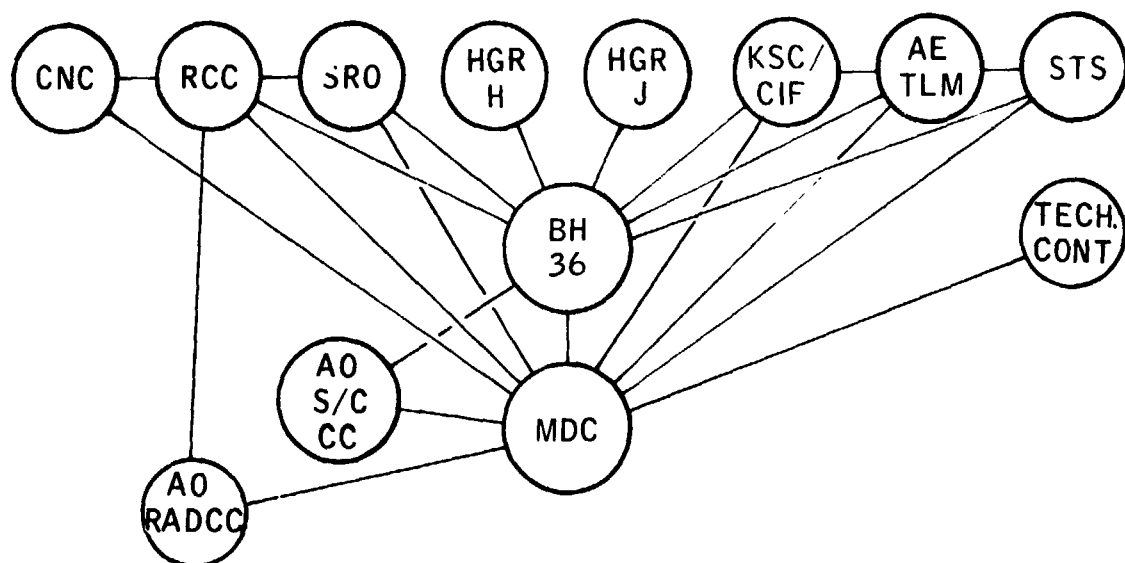 CNC
RCC
SRO
HGR
H
HGR
J
KSC/
CIF
AE
TLM
STS
TECH.
CONT
BH
36
AO
S/C
CC
MDC
AO
RADCC